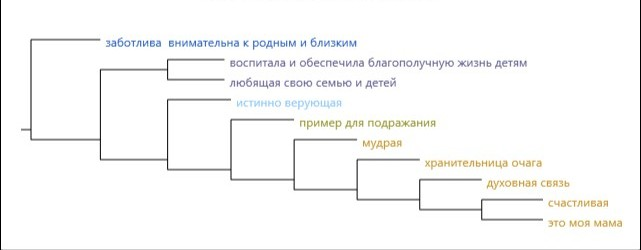 заботлива внимательна к родным и близким
воспитала и обеспечила благополучную жизнь детям
любящая свою семью и детей
истинно верующая
пример для подражания
мудрая
хранительница очага
духовная связь
счастливая
это моя мама